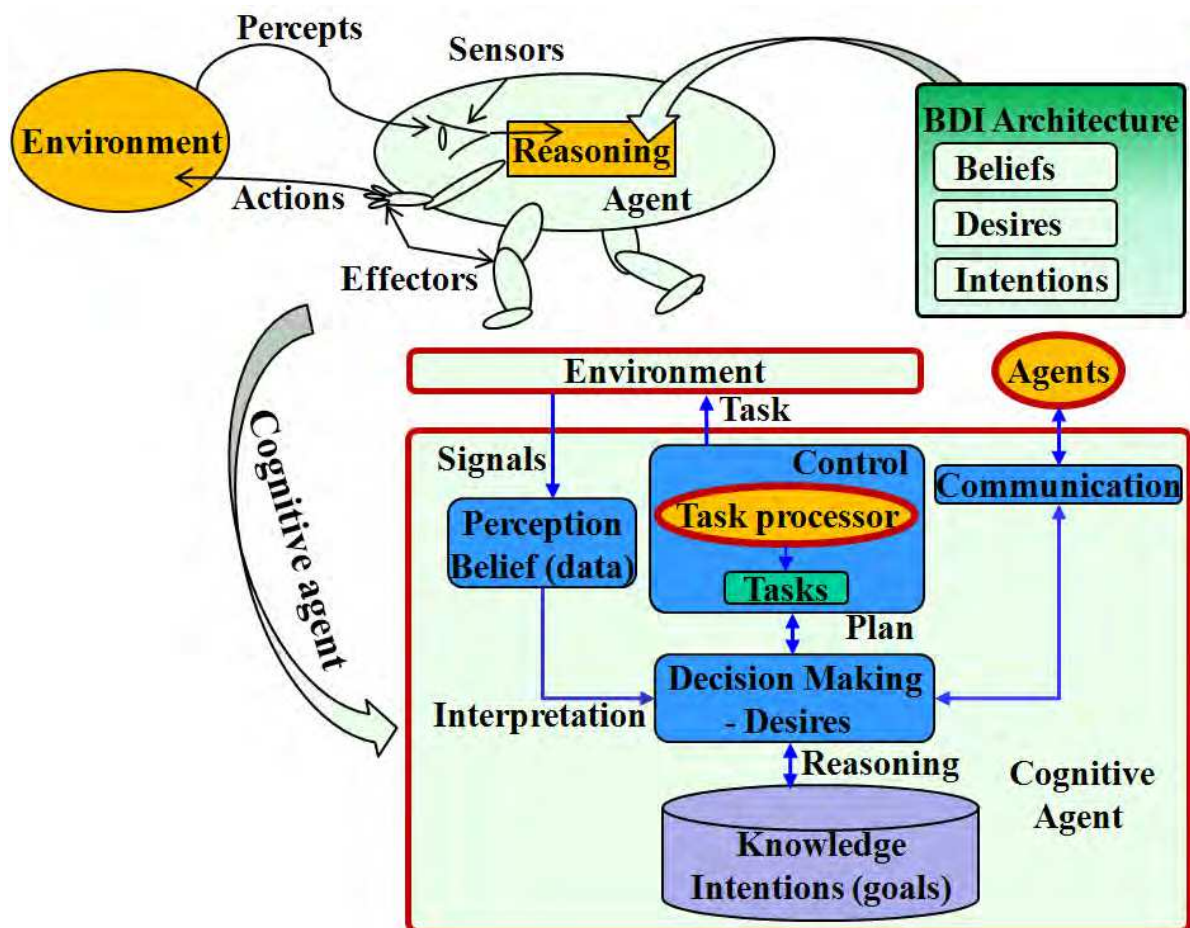 Percepts
Sensors
Environment
Reasoning
Actions
Agent
Effectors
BDI Architecture
Beliefs
Desires
Intentions
Cognitive agent
Environment
Agents
Task
Signals
Control
Communication
Perception
Belief (data)
Task processor
Tasks
Plan
Interpretation
Decision Making
- Desires
Reasoning
Cognitive
Agent
Knowledge
Intentions (goals)